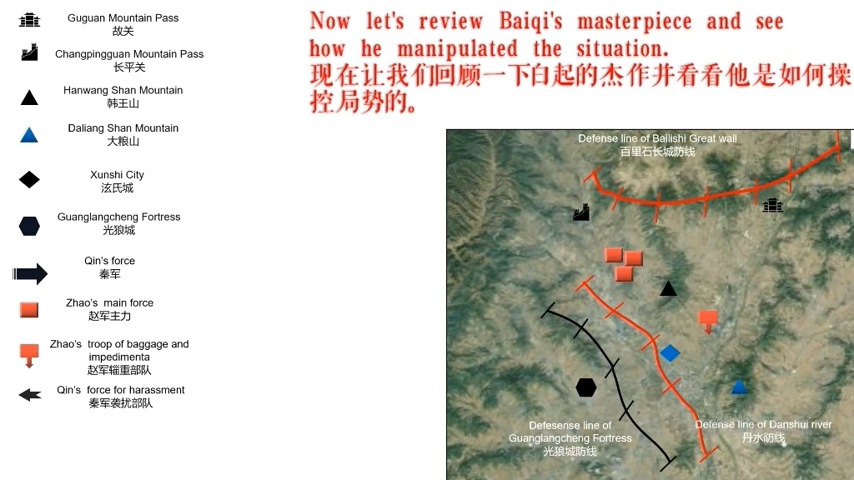 Guguan Mountain Pass
故关
Changpingguan Mountain Pass
长平关
Hanwang Shan Mountain
韩王山
Daliang Shan Mountain
大粮山
Xunshi City
泫氏城
Guanglangcheng Fortress
光狼城
Qin's force
秦军
Zhao's main force
赵军主力
Zhao's troop of baggage and
impedimenta
赵军辎重部队
Qin's force for harassment
秦军袭扰部队
Now let's review Baiqi's masterpiece and see
how he manipulated the situation.
现在让我们回顾一下白起的杰作并看看他是如何操
控局势的。
Defense line of Bailishi Great wall
百里石长城防线
Defesense line of
Guanglangcheng Fortress
光狼城防线
Defense line of Danshui river
丹水防线